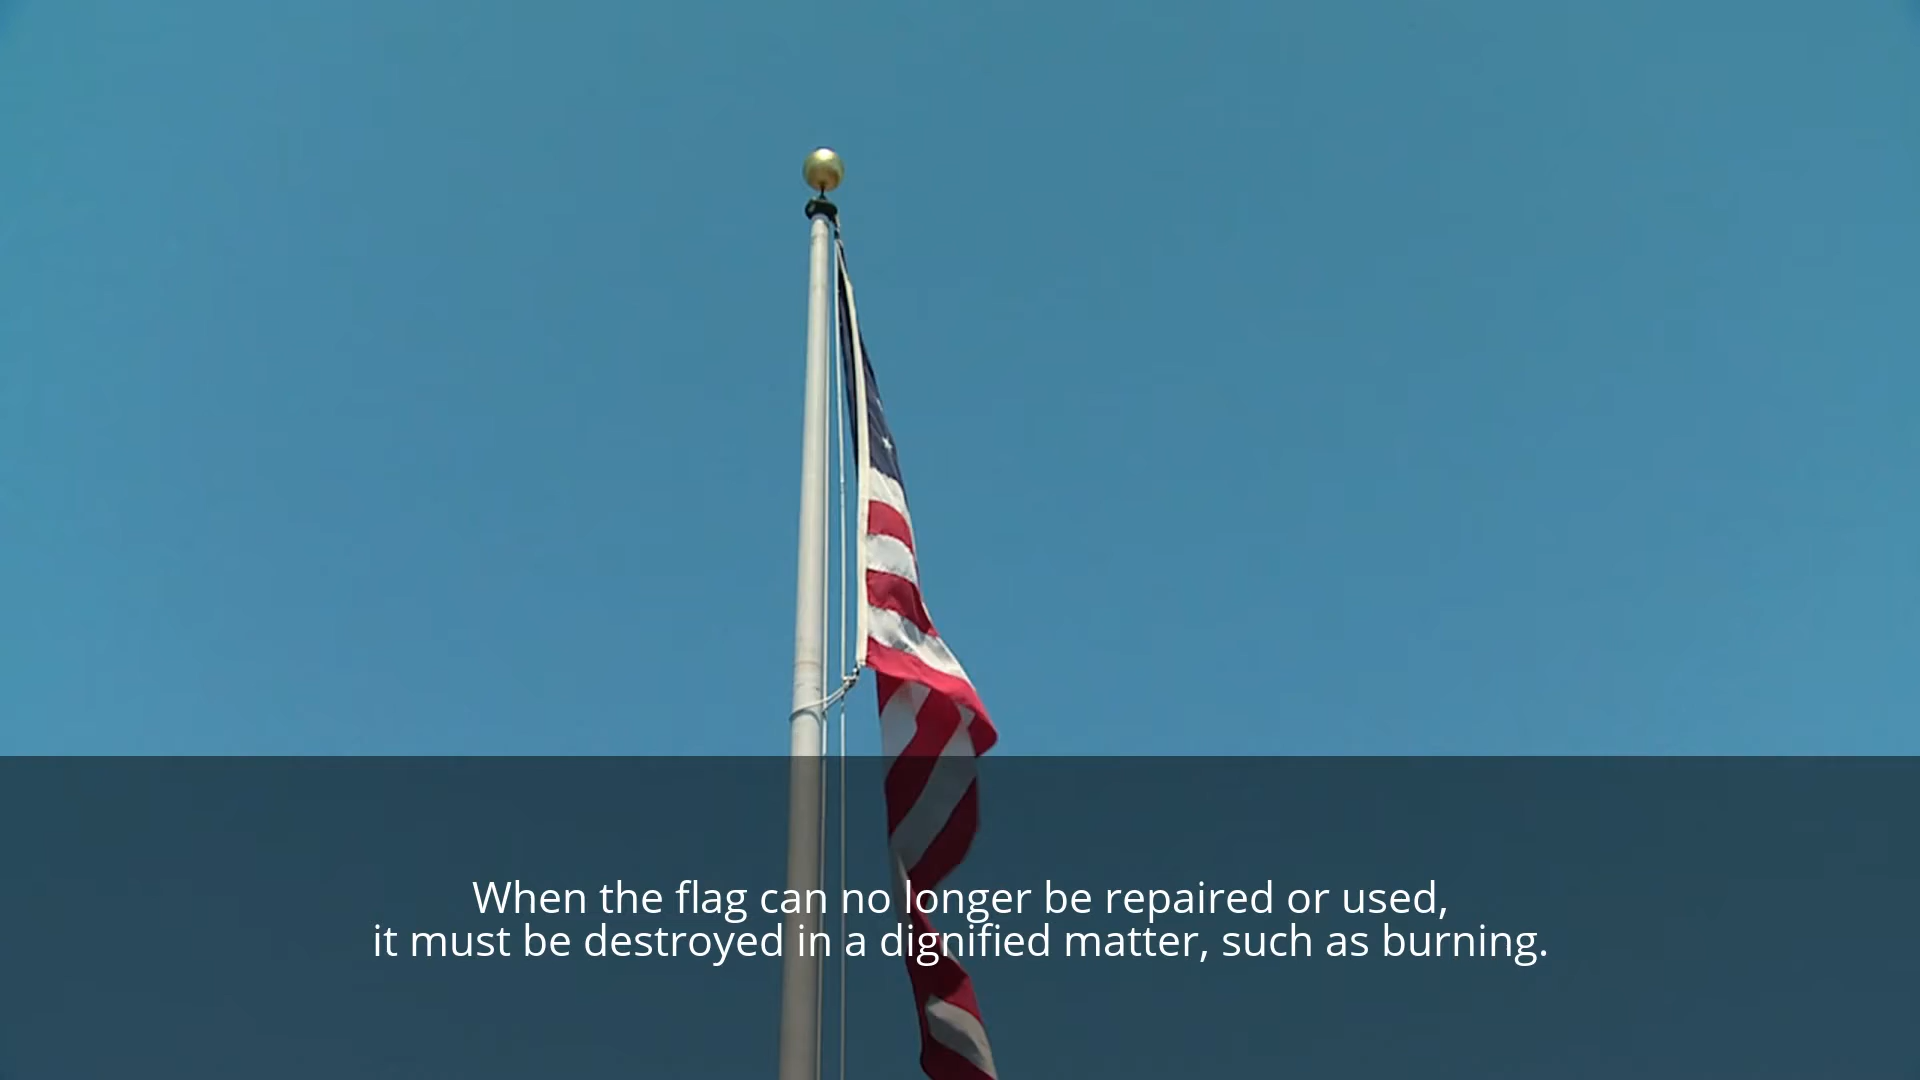 When the flag can no longer be repaired or used,
it must be destroyed in a dignified matter, such as burning.